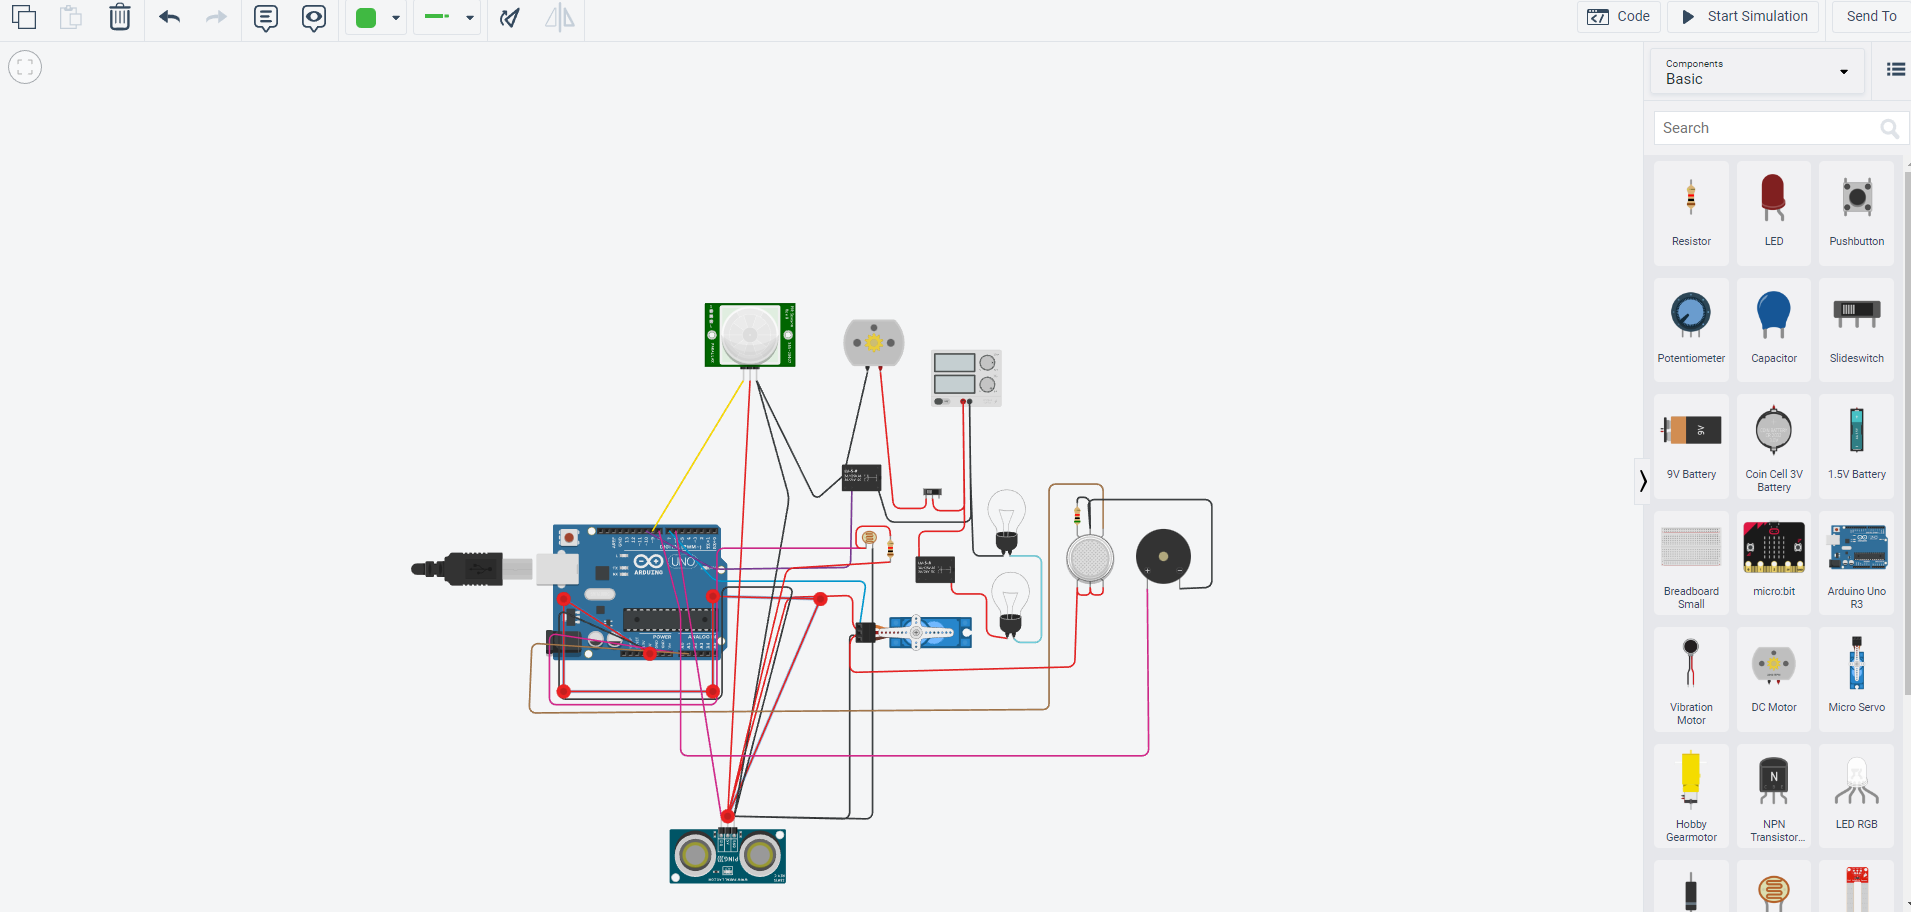 Code
Start Simulation
Send To
Components
Basic
Search
Resistor
LED
Pushbutton
Potentiometer
Capacitor
Slideswitch
9V
9V Battery
Coin Cell 3V
Battery
1.5V Battery
Breadboard
Small
micro:bit
Arduino Uno
R3
Vibration
Motor
DC Motor
Micro Servo
Hobby
Gearmotor
N
NPN
Transistor...
LED RGB
UNO
ARDUINO
POWER
PING)))